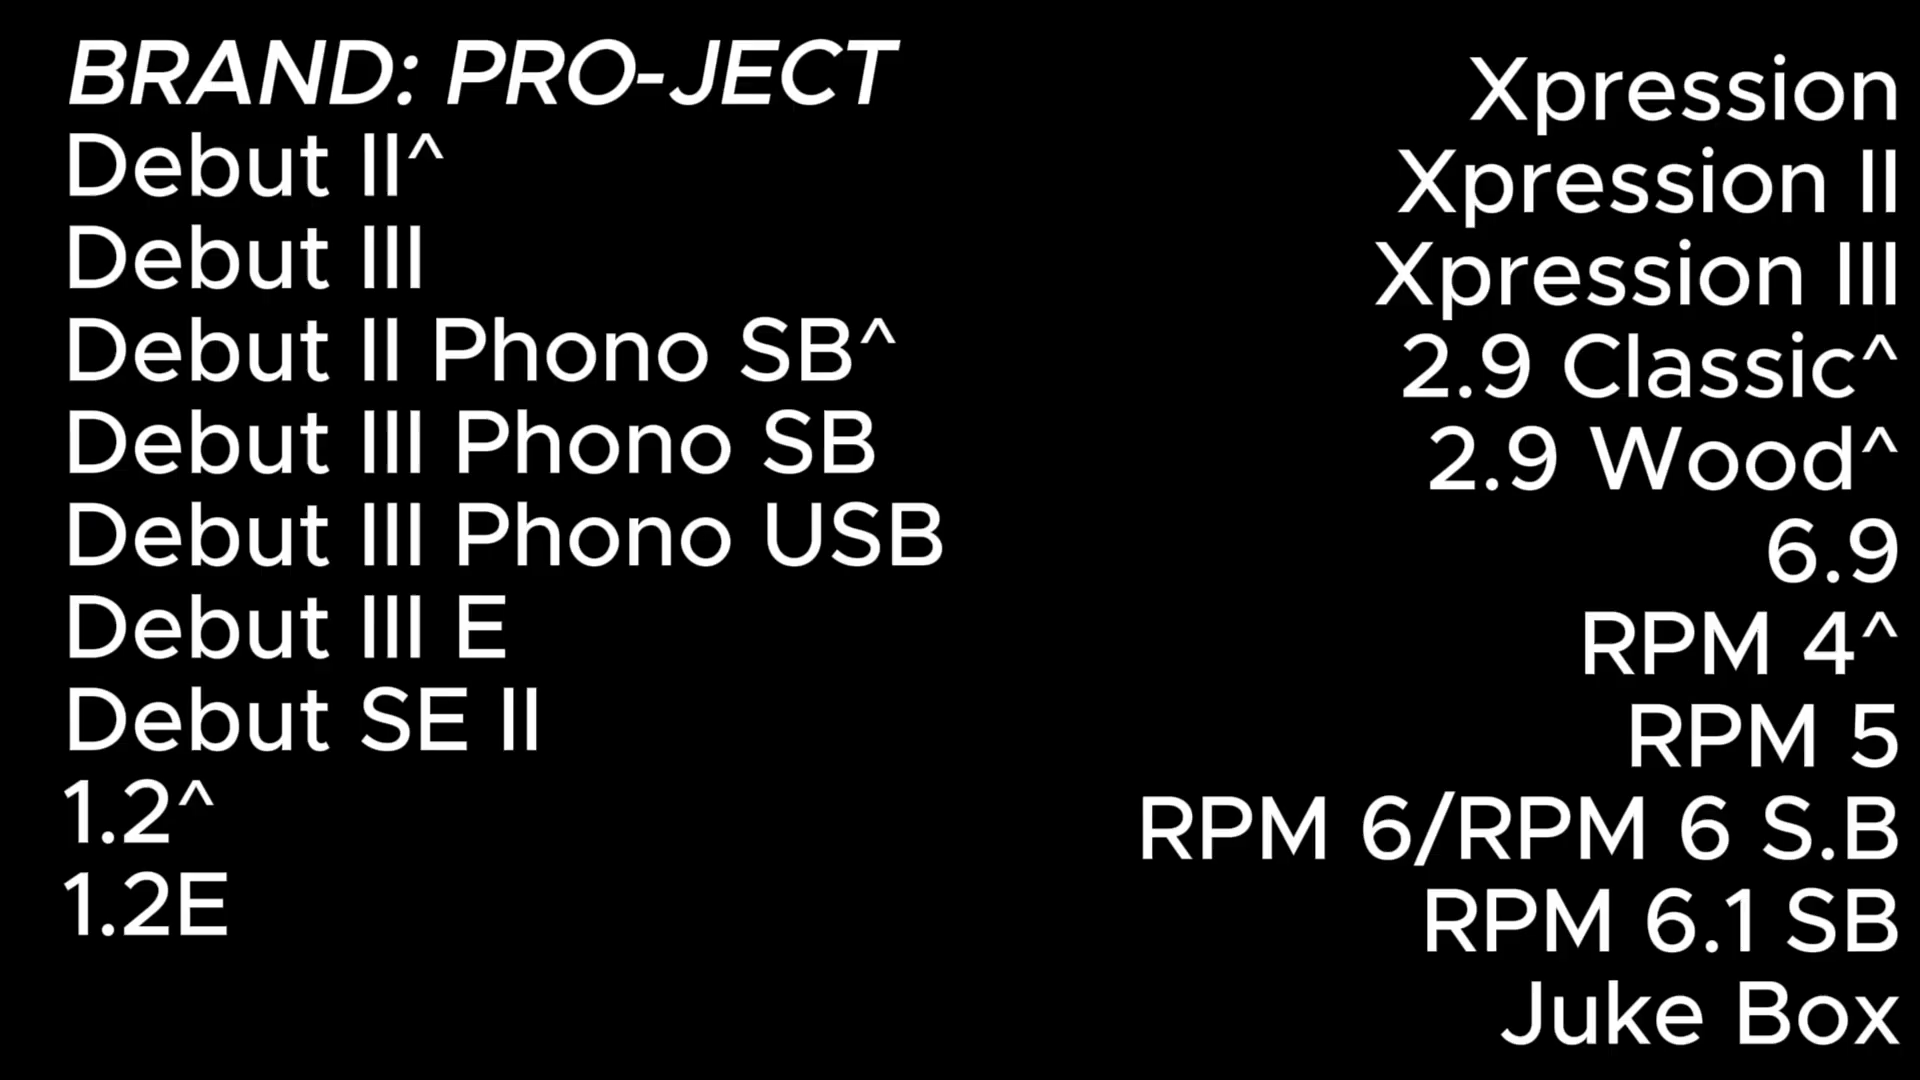 BRAND: PRO-JECT
Debut II^
Debut III
Debut II Phono SB^
Debut III Phono SB
Debut III Phono USB
Debut III E
Debut SE II
1.2^
1.2E
Xpression
Xpression II
Xpression III
2.9 Classic^
2.9 Wood^
6.9
RPM 4^
RPM 5
RPM 6/RPM 6 S.B
RPM 6.1 SB
Juke Box